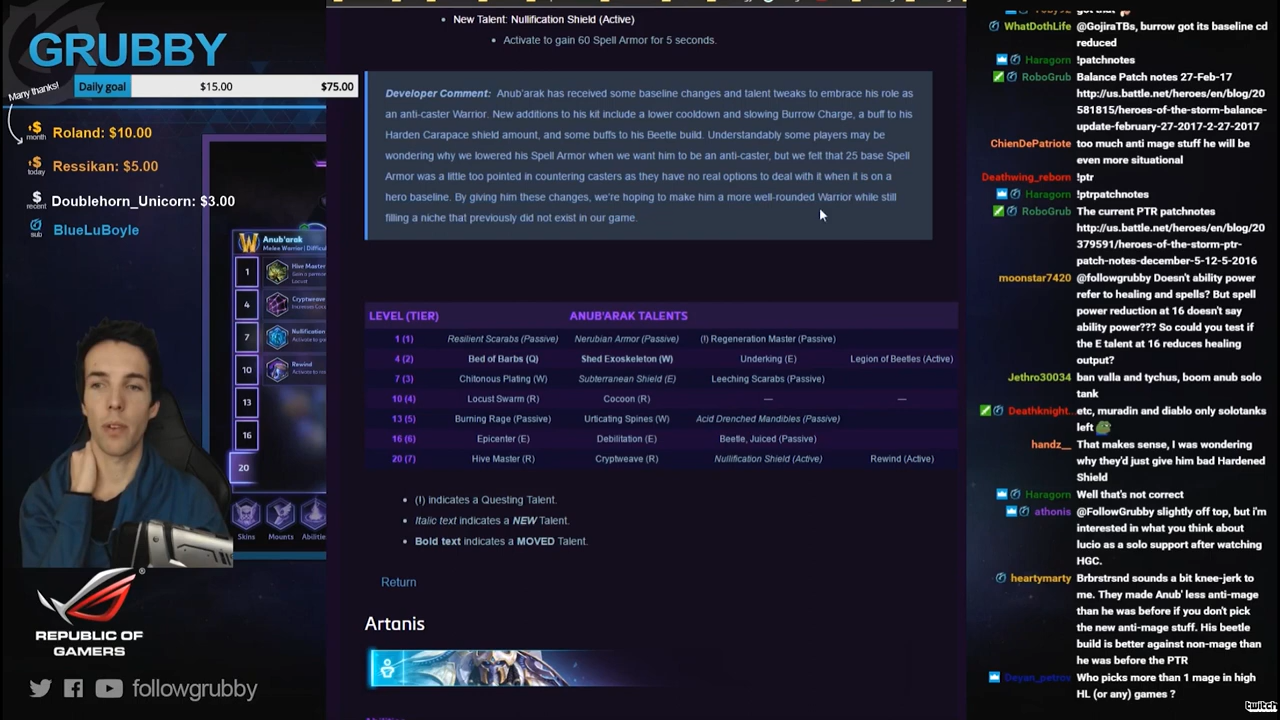 GRUBBY
Many thanks!
Daily goal
$15.00
$75.00
month
Roland: $10.00
today
Ressikan: $5.00
recent
Doublehorn_Unicorn: $3.00
sub
BlueLuBoyle
Anub'arak
Melee Warrior
1
Hive Master
4
Cryptweave
7
Nullification
10
Rewind
13
16
20
Skins
Mounts
Abilities
REPUBLIC OF
GAMERS
followgrubby
New Talent: Nullification Shield (Active)
Activate to gain 60 Spell Armor for 5 seconds.
Developer Comment: Anub'arak has received some baseline changes and talent tweaks to embrace his role as
an anti-caster Warrior. New additions to his kit include a lower cooldown and slowing Burrow Charge, a buff to his
Harden Carapace shield amount, and some buffs to his Beetle build. Understandably some players may be
wondering why we lowered his Spell Armor when we want him to be an anti-caster, but we felt that 25 base Spell
Armor was a little too pointed in countering casters as they have no real options to deal with it when it is on a
hero baseline. By giving him these changes, we're hoping to make him a more well-rounded Warrior while still
filling a niche that previously did not exist in our game.
LEVEL (TIER) ANUB'ARAK TALENTS
1 (1) Resilient Scarabs (Passive) Nerubian Armor (Passive) (!) Regeneration Master (Passive)
4 (2) Bed of Barbs (Q) Shed Exoskeleton (W) Underking (E) Legion of Beetles (Active)
7 (3) Chitonous Plating (W) Subterranean Shield (E) Leeching Scarabs (Passive)
10 (4) Locust Swarm (R) Cocoon (R) — —
13 (5) Burning Rage (Passive) Urticating Spines (W) Acid Drenched Mandibles (Passive)
16 (6) Epicenter (E) Debilitation (E) Beetle, Juiced (Passive)
20 (7) Hive Master (R) Cryptweave (R) Nullification Shield (Active) Rewind (Active)
(!) indicates a Questing Talent.
Italic text indicates a NEW Talent.
Bold text indicates a MOVED Talent.
Return
Artanis
got that
WhatDothLife @GojiraTBs, burrow got its baseline cd
reduced
Haragorn !patchnotes
RoboGrub Balance Patch notes 27-Feb-17
http://us.battle.net/heroes/en/blog/20
581815/heroes-of-the-storm-balance-
update-february-27-2017-2-27-2017
ChienDePatriote too much anti mage stuff he will be
even more situational
Deathwing_reborn !ptr
Haragorn !ptrpatchnotes
RoboGrub The current PTR patchnotes
http://us.battle.net/heroes/en/blog/20
379591/heroes-of-the-storm-ptr-
patch-notes-december-5-12-5-2016
moonstar7420 @followgrubby Doesn't ability power
refer to healing and spells? But spell
power reduction at 16 doesn't say
ability power??? So could you test if
the E talent at 16 reduces healing
output?
Jethro30034 ban valla and tychus, boom anub solo
tank
Deathknight... etc, muradin and diablo only solotanks
left
handz__ That makes sense, I was wondering
why they'd just give him bad Hardened
Shield
Haragorn Well that's not correct
athonis @FollowGrubby slightly off top, but i'm
interested in what you think about
lucio as a solo support after watching
HGC.
heartymarty Brbrstrsnd sounds a bit knee-jerk to
me. They made Anub' less anti-mage
than he was before if you don't pick
the new anti-mage stuff. His beetle
build is better against non-mage than
he was before the PTR
Deyan_petrov Who picks more than 1 mage in high
HL (or any) games ?
twitch